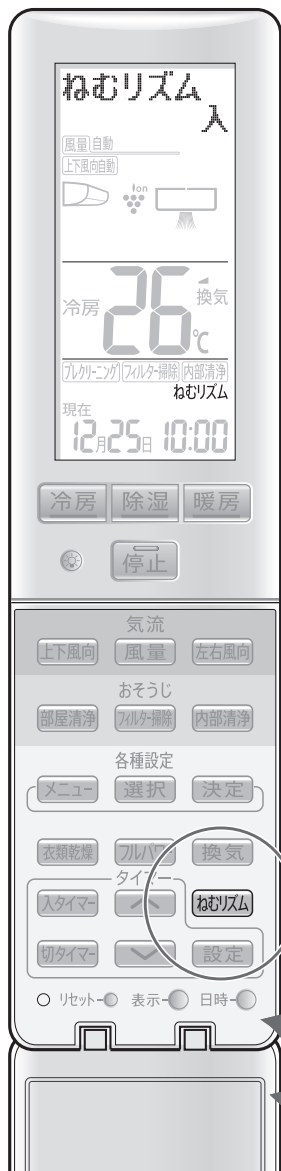 ねむリズム
入
風量 自動
上下風向自動
ion
冷房 26℃ 換気
プレクリーニング フィルター掃除 内部清浄
ねむリズム
現在
12月25日 10:00
冷房 除湿 暖房
停止
気流
上下風向 風量 左右風向
おそうじ
部屋清浄 フィルター掃除 内部清浄
各種設定
メニュー 選択 決定
衣類乾燥 フルパワー 換気
タイマー
入タイマー ねむリズム
切タイマー 設定
リセット 表示 日時